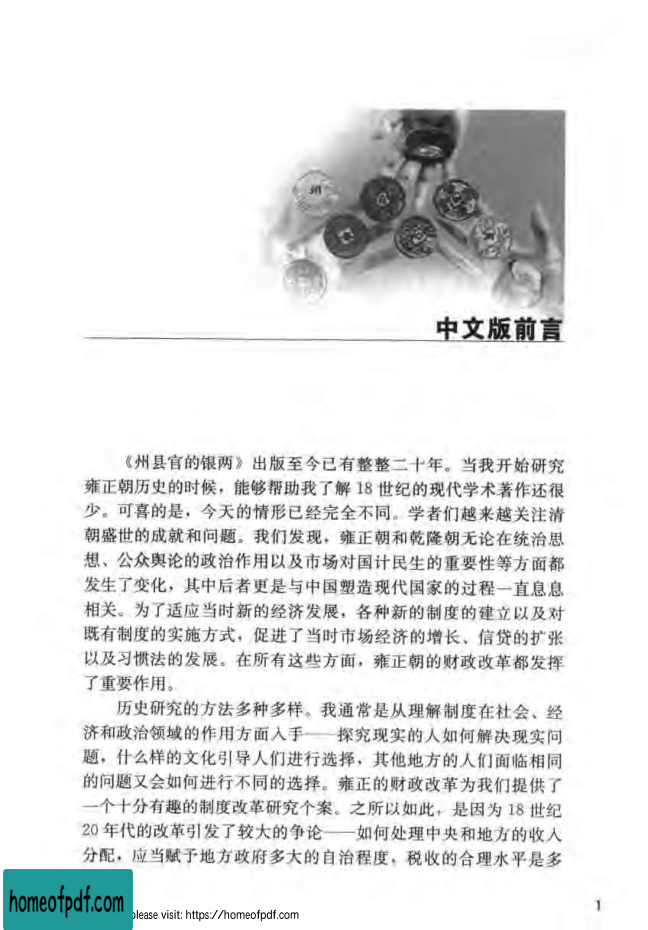 州
中文版前言
《州县官的银两》出版至今已有整整二十年。当我开始研究
雍正朝历史的时候，能够帮助我了解 18 世纪的现代学术著作还很
少。可喜的是，今天的情形已经完全不同。学者们越来越关注清
朝盛世的成就和问题。我们发现，雍正朝和乾隆朝无论在统治思
想、公众舆论的政治作用以及市场对国计民生的重要性等方面都
发生了变化，其中后者更是与中国塑造现代国家的过程一直息息
相关。为了适应当时新的经济发展，各种新的制度的建立以及对
既有制度的实施方式，促进了当时市场经济的增长、信贷的扩张
以及习惯法的发展。在所有这些方面，雍正朝的财政改革都发挥
了重要作用。
历史研究的方法多种多样。我通常是从理解制度在社会、经
济和政治领域的作用方面入手——探究现实的人如何解决现实问
题，什么样的文化引导人们进行选择，其他地方的人们面临相同
的问题又会如何进行不同的选择。雍正的财政改革为我们提供了
一个十分有趣的制度改革研究个案。之所以如此，是因为 18 世纪
20 年代的改革引发了较大的争论——如何处理中央和地方的收入
分配，应当赋予地方政府多大的自治程度，税收的合理水平是多
1
homeofpdf.com
please visit: https://homeofpdf.com